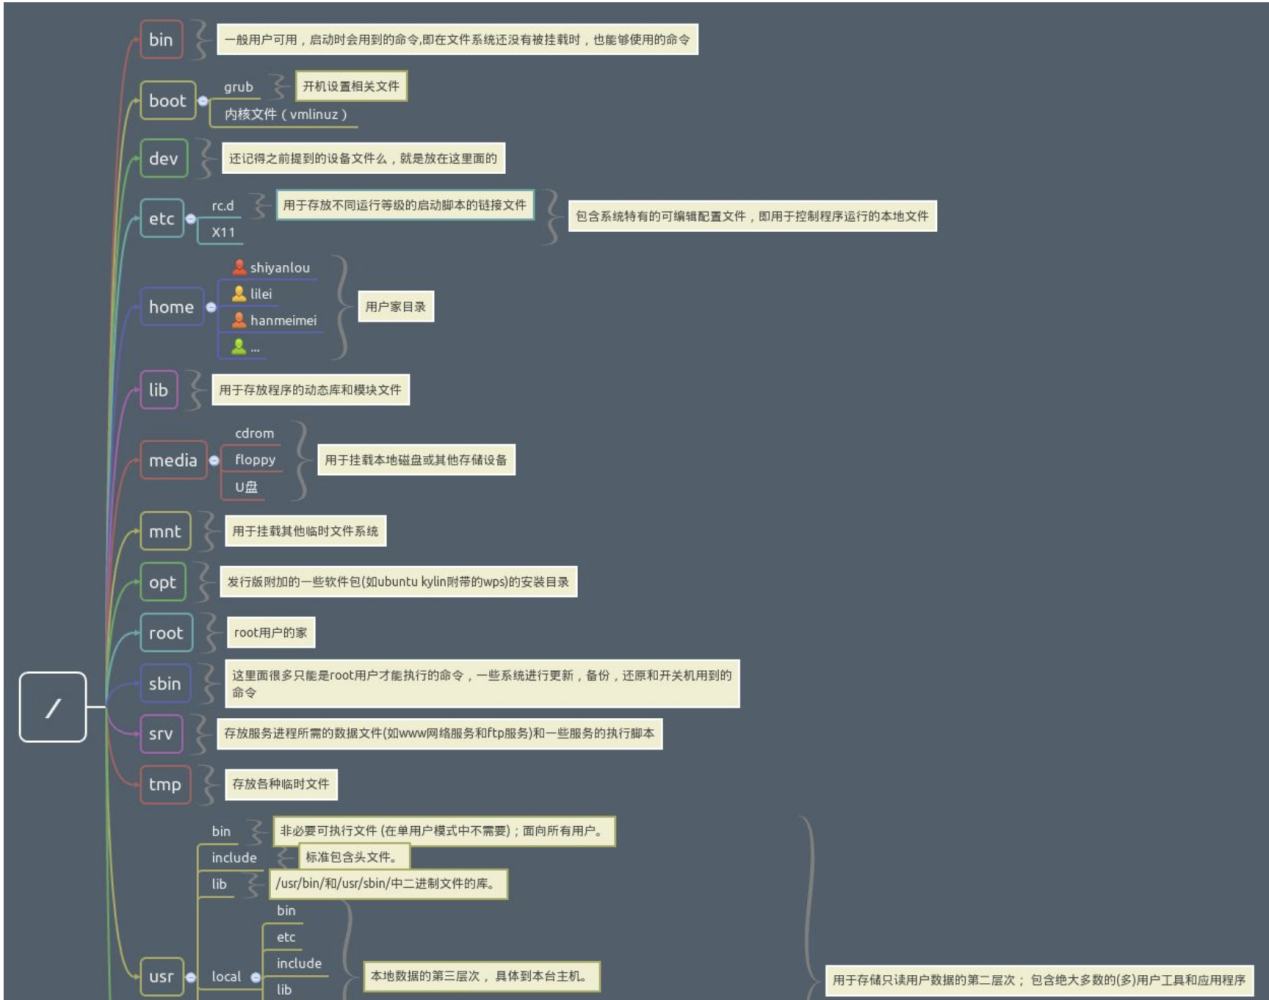 /
bin
一般用户可用，启动时会用到的命令,即在文件系统还没有被挂载时，也能够使用的命令
boot
grub
开机设置相关文件
内核文件（vmlinuz）
dev
还记得之前提到的设备文件么，就是放在这里面的
etc
rc.d
用于存放不同运行等级的启动脚本的链接文件
X11
包含系统特有的可编辑配置文件，即用于控制程序运行的本地文件
home
shiyanlou
lilei
hanmeimei
...
用户家目录
lib
用于存放程序的动态库和模块文件
media
cdrom
floppy
U盘
用于挂载本地磁盘或其他存储设备
mnt
用于挂载其他临时文件系统
opt
发行版附加的一些软件包(如ubuntu kylin附带的wps)的安装目录
root
root用户的家
sbin
这里面很多只能是root用户才能执行的命令，一些系统进行更新，备份，还原和开关机用到的
命令
srv
存放服务进程所需的数据文件(如www网络服务和ftp服务)和一些服务的执行脚本
tmp
存放各种临时文件
usr
bin
非必要可执行文件 (在单用户模式中不需要)；面向所有用户。
include
标准包含头文件。
lib
/usr/bin/和/usr/sbin/中二进制文件的库。
local
bin
etc
include
lib
本地数据的第三层次， 具体到本台主机。
用于存储只读用户数据的第二层次； 包含绝大多数的(多)用户工具和应用程序